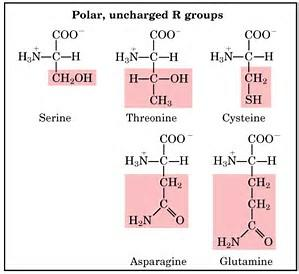 Polar, uncharged R groups
COO⁻ COO⁻ COO⁻
H₃N⁺—C—H H₃N⁺—C—H H₃N⁺—C—H
CH₂OH H—C—OH CH₂
CH₃ SH
Serine Threonine Cysteine
COO⁻ COO⁻
H₃N⁺—C—H H₃N⁺—C—H
CH₂ CH₂
C CH₂
H₂N O C
H₂N O
Asparagine Glutamine